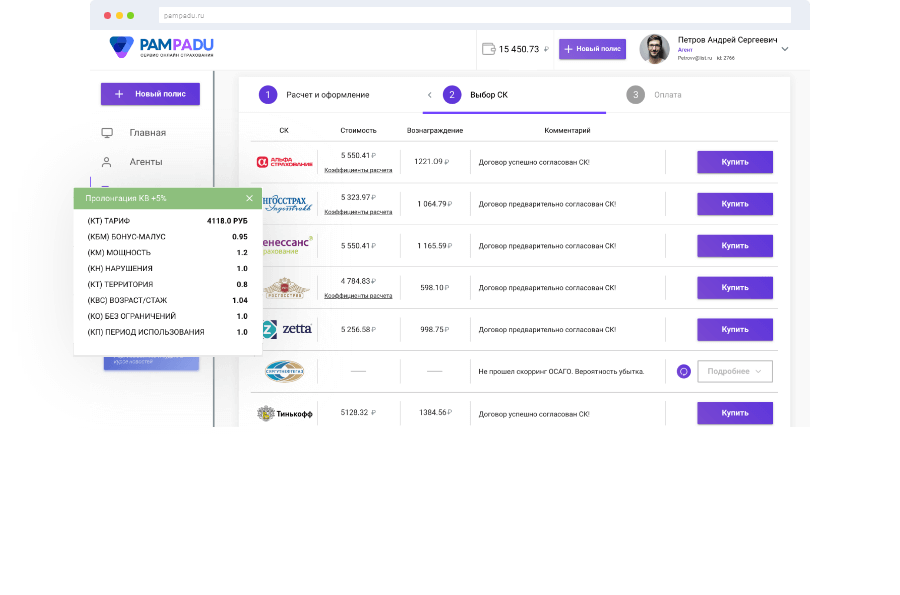 pampadu.ru
PAMPADU
СЕРВИС ОНЛАЙН СТРАХОВАНИЯ
15 450.73 ₽
Новый полис
Петров Андрей Сергеевич
Агент
Petrovv@list.ru id: 2766
Новый полис
Главная
Агенты
1 Расчет и оформление
2 Выбор СК
3 Оплата
СК Стоимость Вознаграждение Комментарий
АЛЬФА СТРАХОВАНИЕ 5 550.41 ₽ Коэффициенты расчета 1221.09 ₽ Договор успешно согласован СК! Купить
НГОССТРАХ Ingosstrakh 5 323.97 ₽ Коэффициенты расчета 1 064.79 ₽ Договор предварительно согласован СК! Купить
енессанс рахование 5 550.41 ₽ 1 165.59 ₽ Договор предварительно согласован СК! Купить
РОСГОССТРАХ 4 784.83 ₽ Коэффициенты расчета 598.10 ₽ Договор предварительно согласован СК! Купить
zetta 5 256.58 ₽ 998.75 ₽ Договор предварительно согласован СК! Купить
СУРГУТНЕФТЕГАЗ Не прошел скорринг ОСАГО. Вероятность убытка. Подробнее
Тинькофф 5128.32 ₽ 1384.56 ₽ Договор успешно согласован СК! Купить
Пролонгация КВ +5%
(КТ) ТАРИФ 4118.0 РУБ
(КБМ) БОНУС-МАЛУС 0.95
(КМ) МОЩНОСТЬ 1.2
(КН) НАРУШЕНИЯ 1.0
(КТ) ТЕРРИТОРИЯ 0.8
(КВС) ВОЗРАСТ/СТАЖ 1.04
(КО) БЕЗ ОГРАНИЧЕНИЙ 1.0
(КП) ПЕРИОД ИСПОЛЬЗОВАНИЯ 1.0